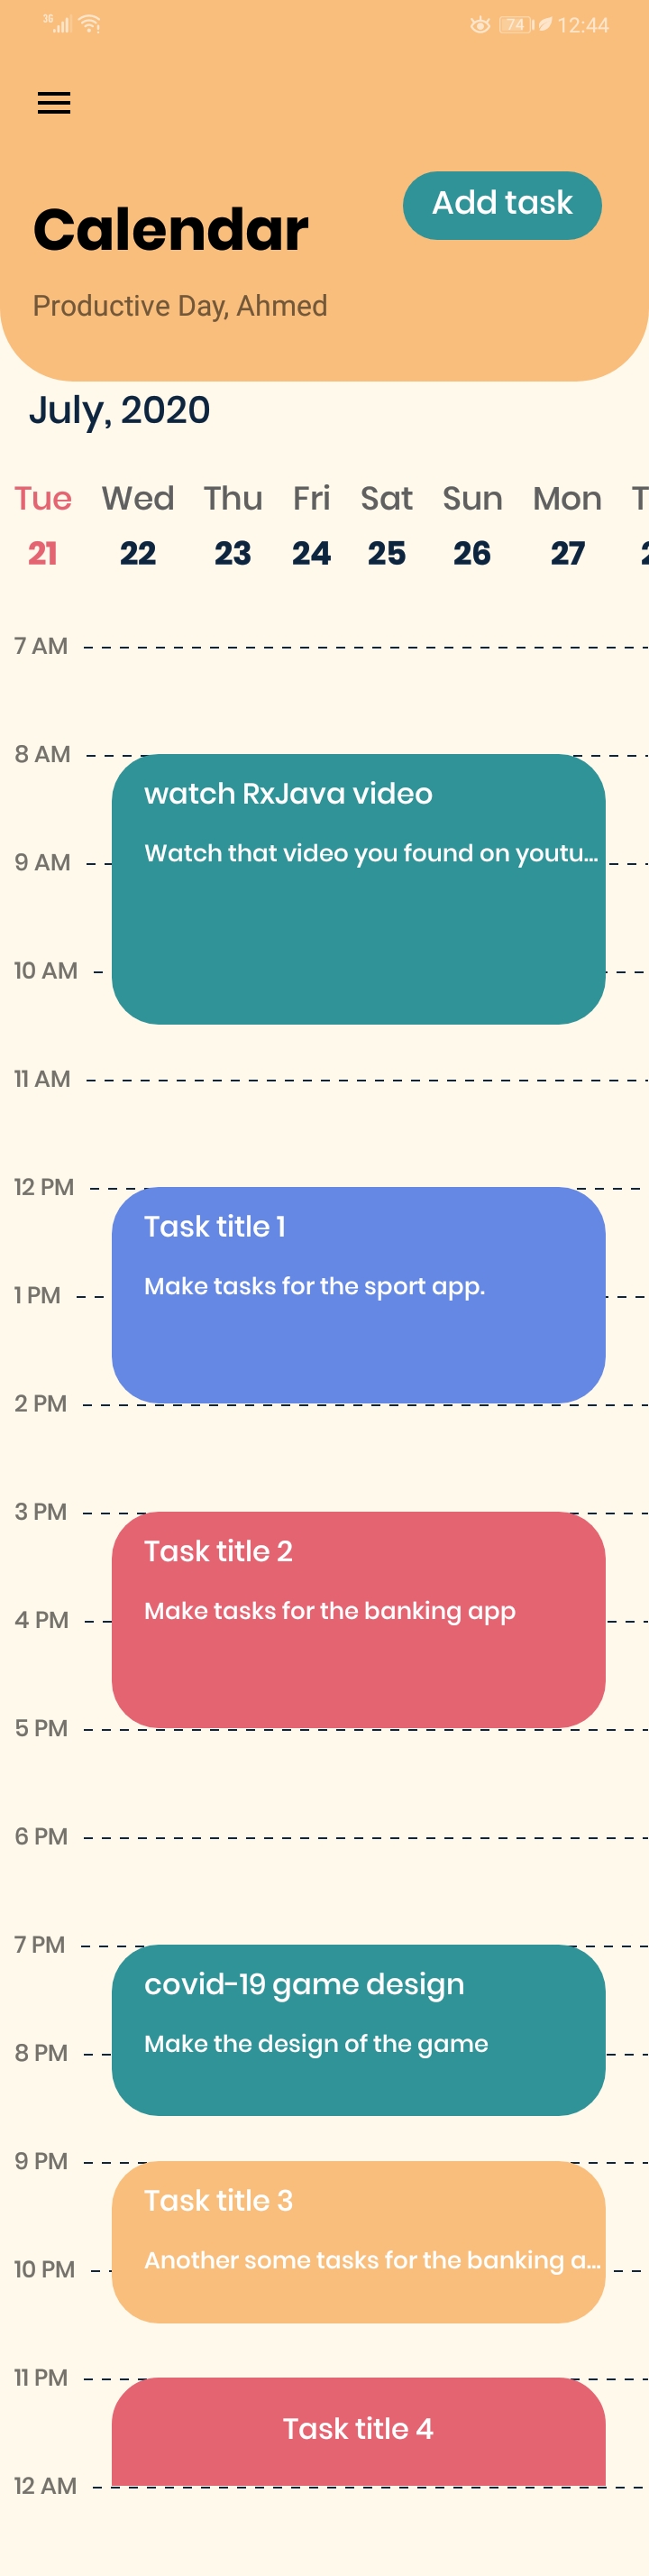 3G 74 12:44
Add task
Calendar
Productive Day, Ahmed
July, 2020
Tue Wed Thu Fri Sat Sun Mon T
21 22 23 24 25 26 27 2
7 AM
8 AM
watch RxJava video
9 AM Watch that video you found on youtu...
10 AM
11 AM
12 PM
Task title 1
1 PM Make tasks for the sport app.
2 PM
3 PM
Task title 2
4 PM Make tasks for the banking app
5 PM
6 PM
7 PM
covid-19 game design
8 PM Make the design of the game
9 PM
Task title 3
10 PM Another some tasks for the banking a...
11 PM
Task title 4
12 AM